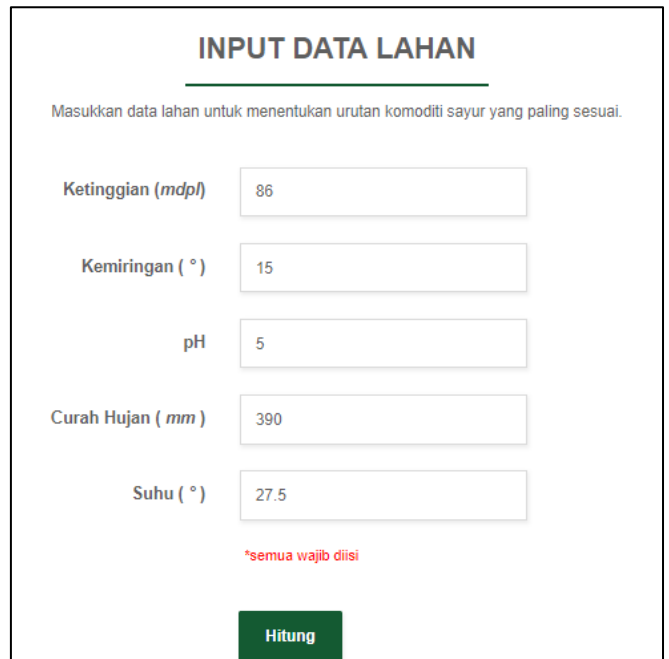 INPUT DATA LAHAN
Masukkan data lahan untuk menentukan urutan komoditi sayur yang paling sesuai.
Ketinggian (mdpl) 86
Kemiringan ( ° ) 15
pH 5
Curah Hujan ( mm ) 390
Suhu ( ° ) 27.5
*semua wajib diisi
Hitung